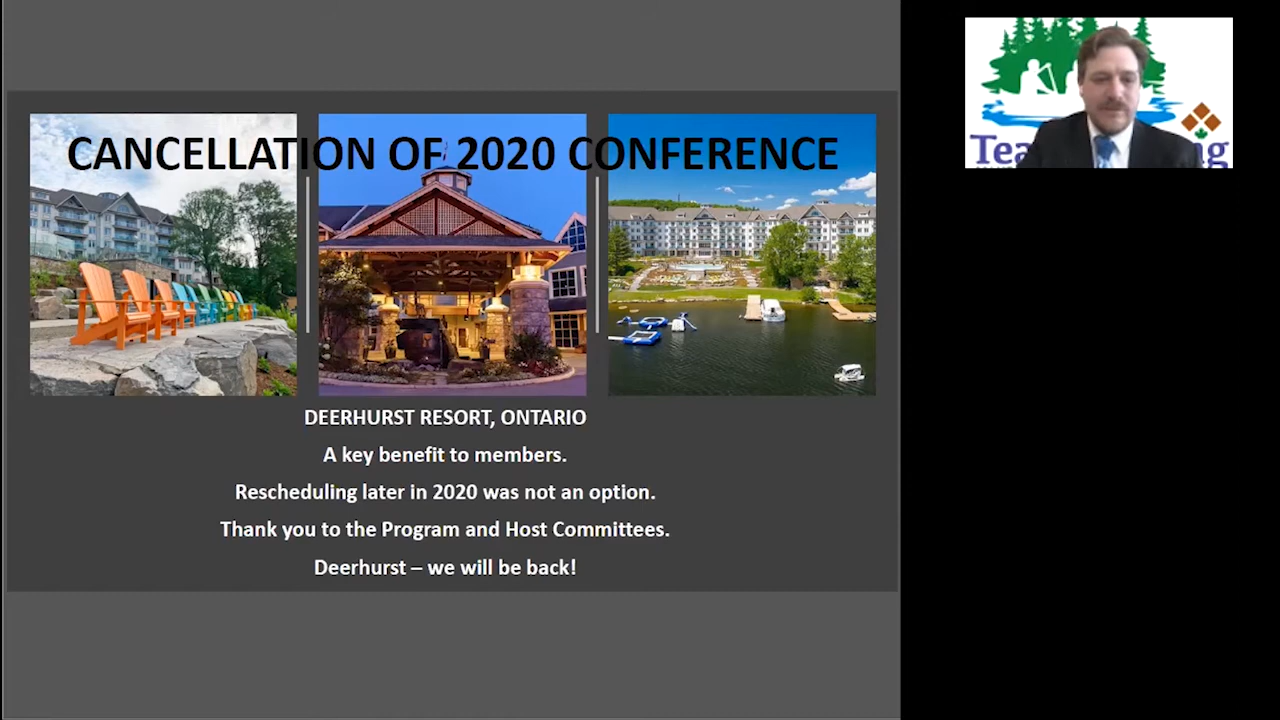 CANCELLATION OF 2020 CONFERENCE
DEERHURST RESORT, ONTARIO
A key benefit to members.
Rescheduling later in 2020 was not an option.
Thank you to the Program and Host Committees.
Deerhurst – we will be back!